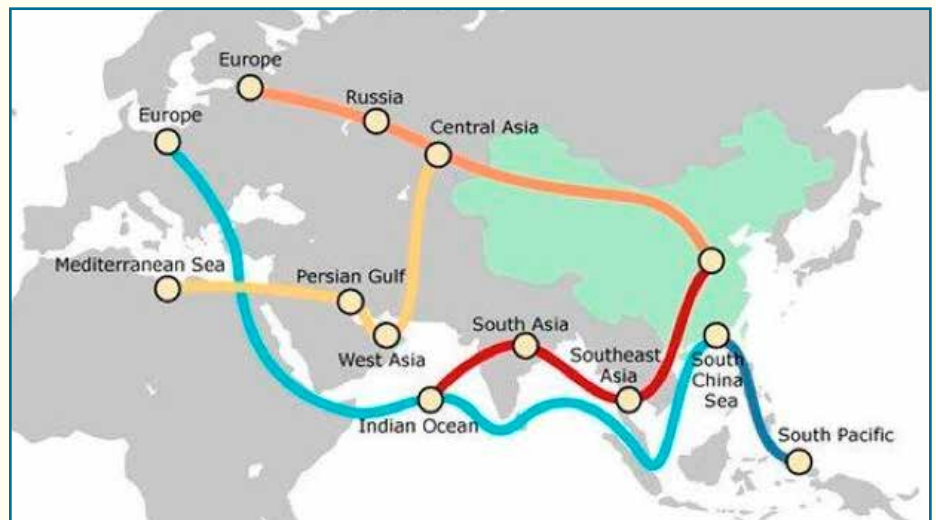 Europe
Europe
Russia
Central Asia
Mediterranean Sea
Persian Gulf
West Asia
South Asia
Southeast
Asia
South
China
Sea
Indian Ocean
South Pacific